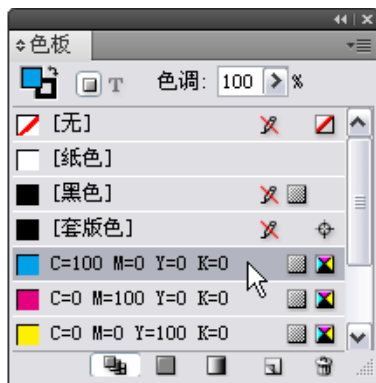 色板
T 色调: 100 %
[无]
[纸色]
[黑色]
[套版色]
C=100 M=0 Y=0 K=0
C=0 M=100 Y=0 K=0
C=0 M=0 Y=100 K=0